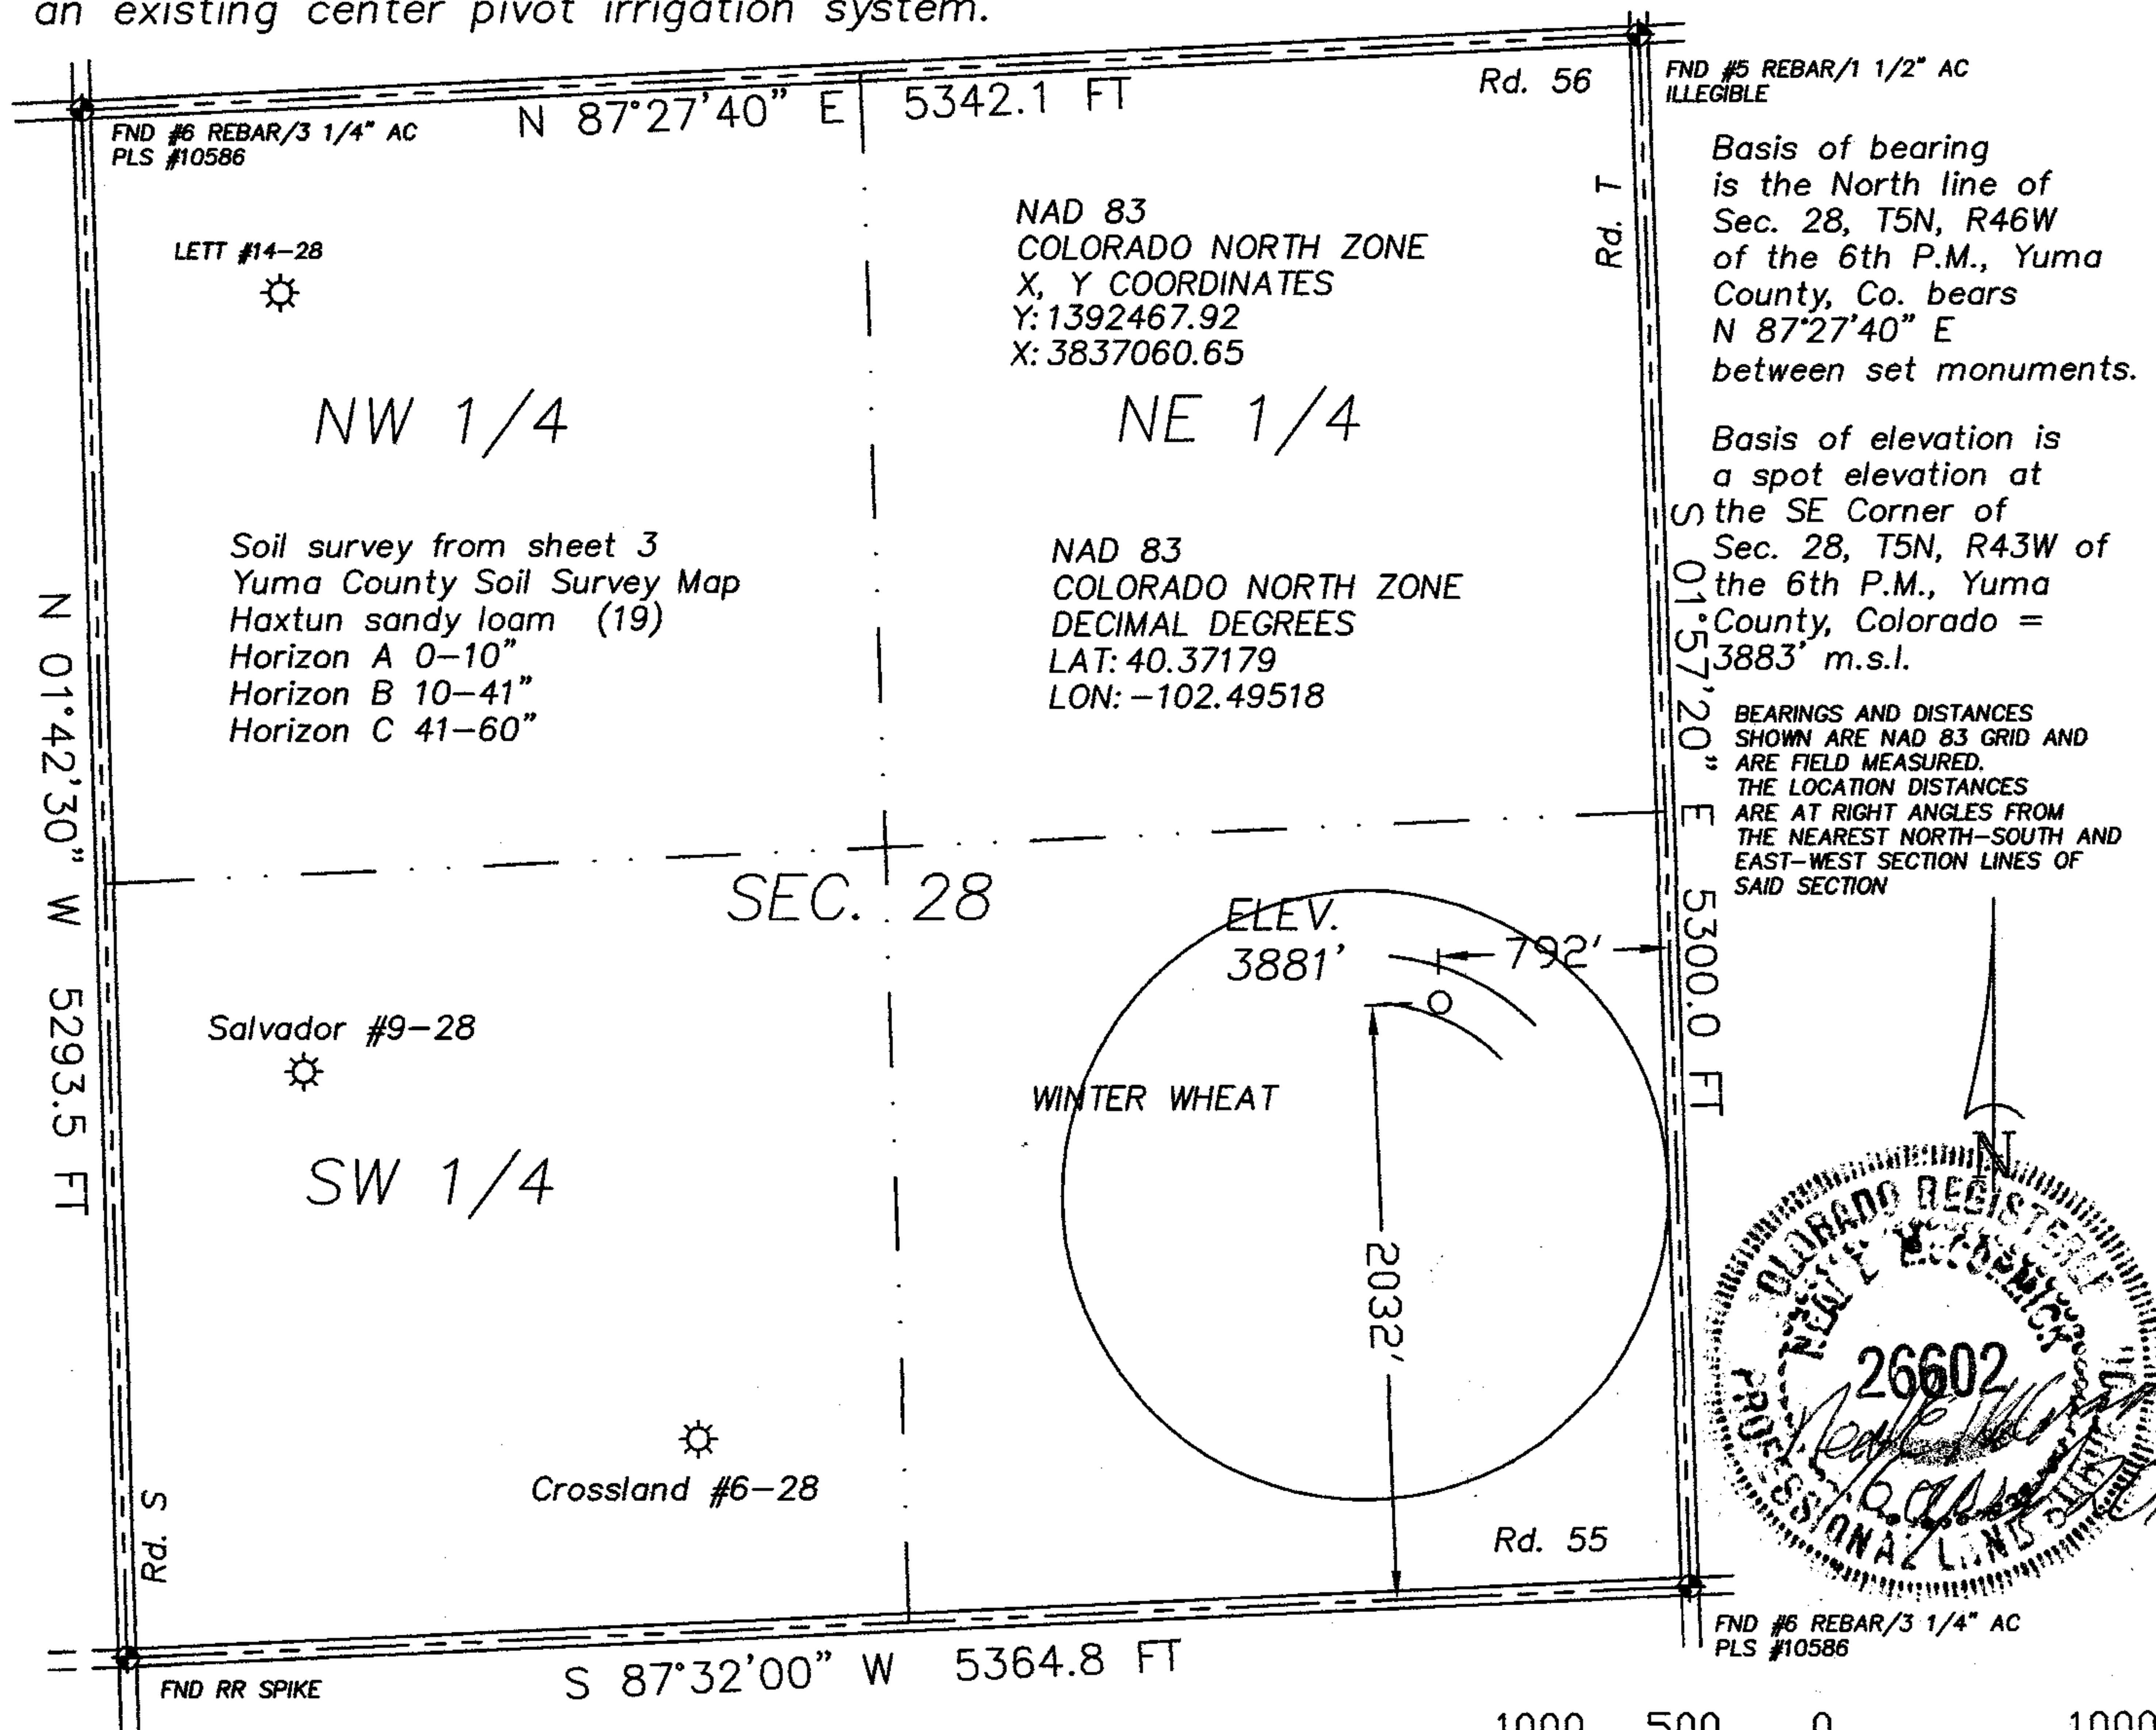 an existing center pivot irrigation system.
FND #6 REBAR/3 1/4" AC
PLS #10586
N 87°27'40" E 5342.1 FT
Rd. 56
FND #5 REBAR/1 1/2" AC
ILLEGIBLE
LETT #14-28
NW 1/4
NAD 83
COLORADO NORTH ZONE
X, Y COORDINATES
Y: 1392467.92
X: 3837060.65
NE 1/4
Rd. T
Basis of bearing
is the North line of
Sec. 28, T5N, R46W
of the 6th P.M., Yuma
County, Co. bears
N 87°27'40" E
between set monuments.
Basis of elevation is
a spot elevation at
the SE Corner of
Sec. 28, T5N, R43W of
the 6th P.M., Yuma
County, Colorado =
3883' m.s.l.
Soil survey from sheet 3
Yuma County Soil Survey Map
Haxtun sandy loam (19)
Horizon A 0-10"
Horizon B 10-41"
Horizon C 41-60"
NAD 83
COLORADO NORTH ZONE
DECIMAL DEGREES
LAT: 40.37179
LON: -102.49518
N 01°42'30" W 5293.5 FT
S 01°57'20" E 5300.0 FT
BEARINGS AND DISTANCES
SHOWN ARE NAD 83 GRID AND
ARE FIELD MEASURED.
THE LOCATION DISTANCES
ARE AT RIGHT ANGLES FROM
THE NEAREST NORTH-SOUTH AND
EAST-WEST SECTION LINES OF
SAID SECTION
SEC. 28
ELEV.
3881'
792'
Salvador #9-28
WINTER WHEAT
SW 1/4
2032'
Crossland #6-28
Rd. S
Rd. 55
N
COLORADO REGISTERE
26602
PROFESSIONAL LAND
FND #6 REBAR/3 1/4" AC
PLS #10586
FND RR SPIKE
S 87°32'00" W 5364.8 FT
1000 500 0 1000